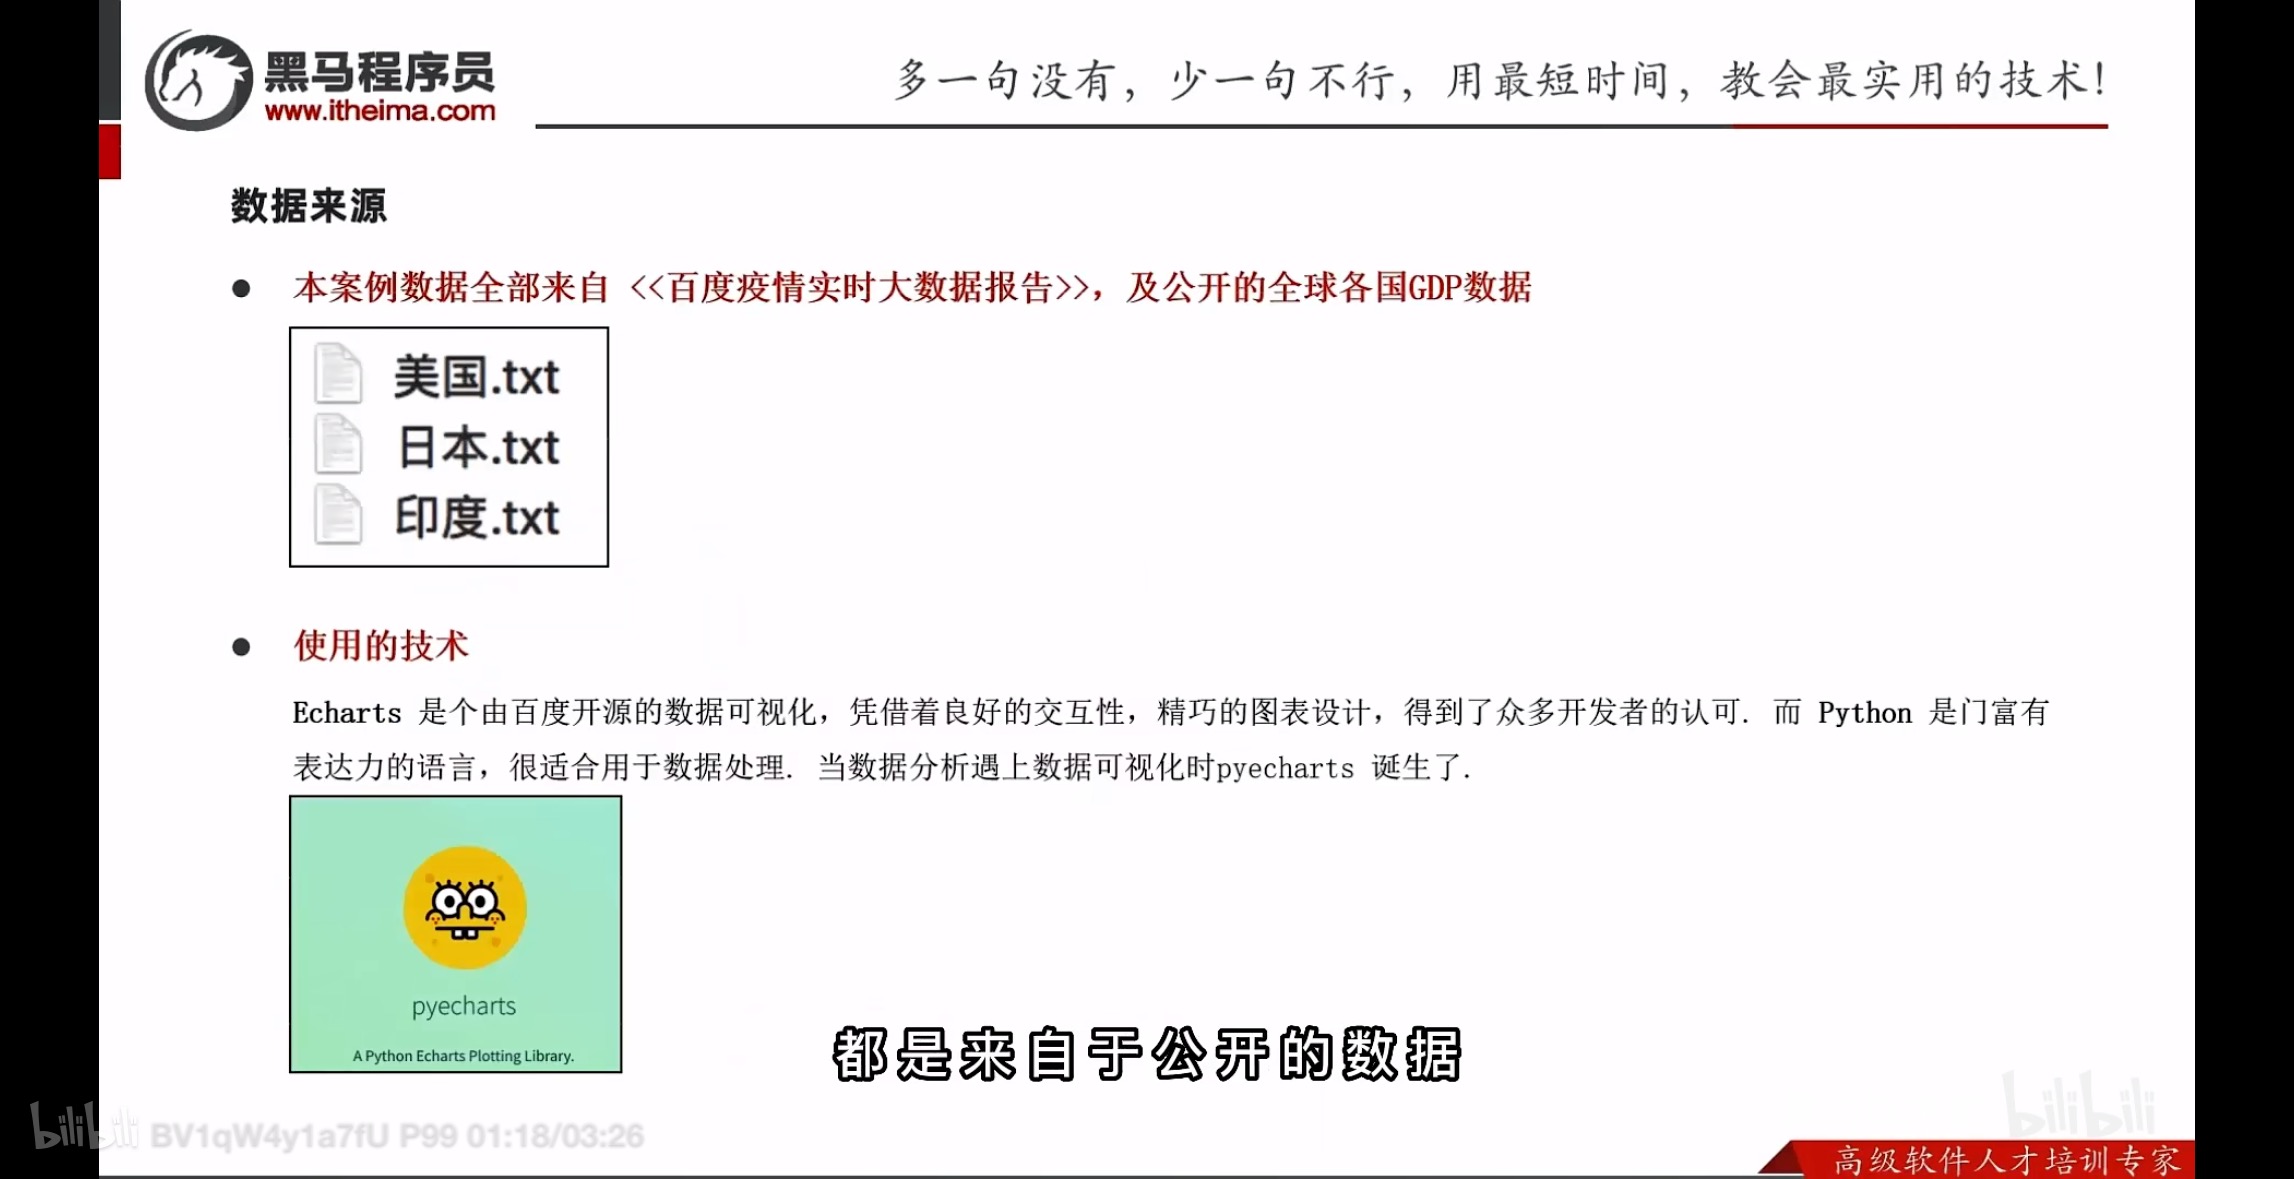 黑马程序员
www.itheima.com
多一句没有，少一句不行，用最短时间，教会最实用的技术！
数据来源
● 本案例数据全部来自 <<百度疫情实时大数据报告>>，及公开的全球各国GDP数据
美国.txt
日本.txt
印度.txt
● 使用的技术
Echarts 是个由百度开源的数据可视化，凭借着良好的交互性，精巧的图表设计，得到了众多开发者的认可. 而 Python 是门富有
表达力的语言，很适合用于数据处理. 当数据分析遇上数据可视化时pyecharts 诞生了.
pyecharts
A Python Echarts Plotting Library.
都是来自于公开的数据
bilibili BV1qW4y1a7fU P99 01:18/03:26
bilibili
高级软件人才培训专家